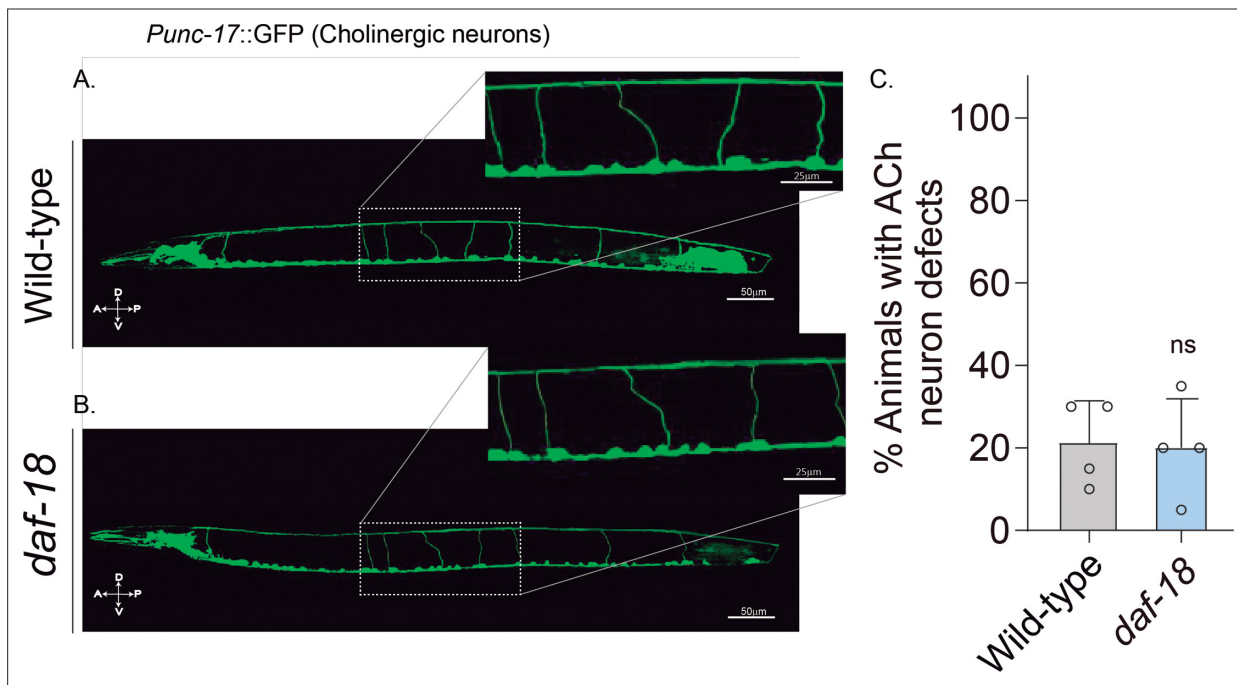 Punc-17::GFP (Cholinergic neurons)
A.
Wild-type
25μm
50μm
D
A P
V
B.
daf-18
25μm
50μm
D
A P
V
C.
% Animals with ACh
neuron defects
100
80
60
40
20
0
ns
Wild-type
daf-18